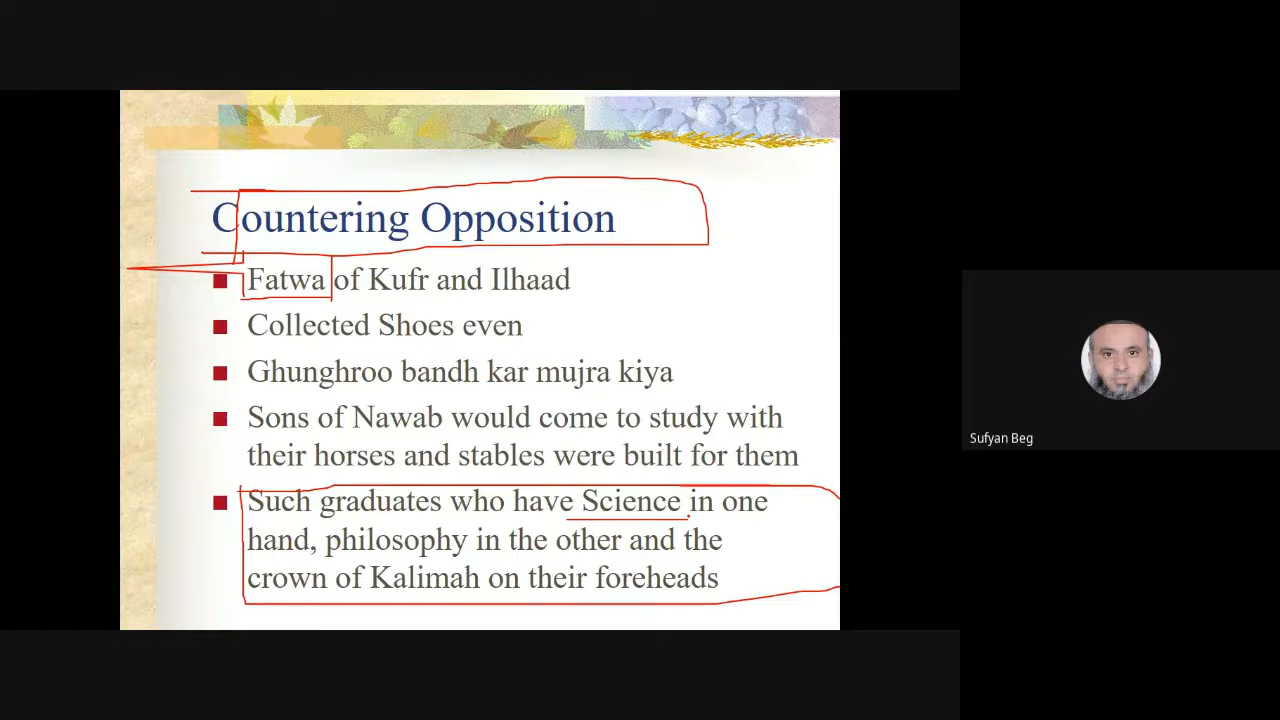 Countering Opposition
Fatwa of Kufr and Ilhaad
Collected Shoes even
Ghunghroo bandh kar mujra kiya
Sons of Nawab would come to study with
their horses and stables were built for them
Such graduates who have Science in one
hand, philosophy in the other and the
crown of Kalimah on their foreheads
Sufyan Beg